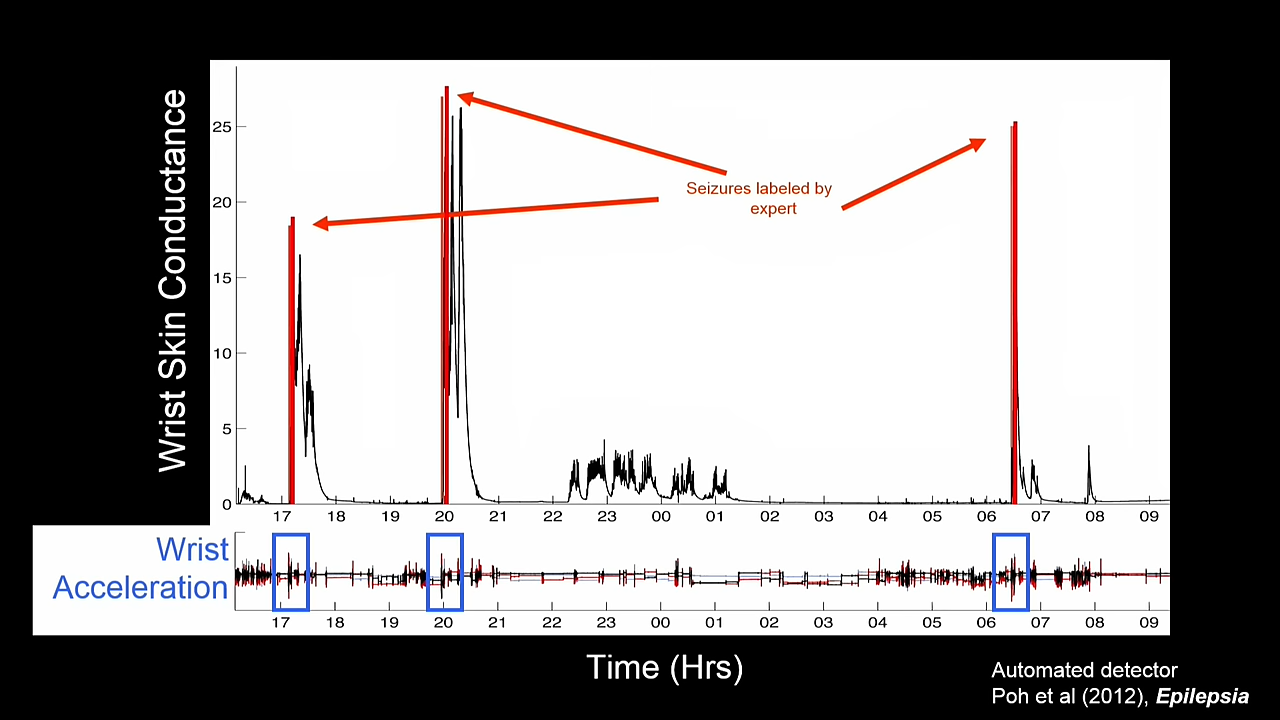 Wrist Skin Conductance
25
20
15
10
5
0
Seizures labeled by
expert
17 18 19 20 21 22 23 00 01 02 03 04 05 06 07 08 09
Wrist
Acceleration
17 18 19 20 21 22 23 00 01 02 03 04 05 06 07 08 09
Time (Hrs)
Automated detector
Poh et al (2012), Epilepsia